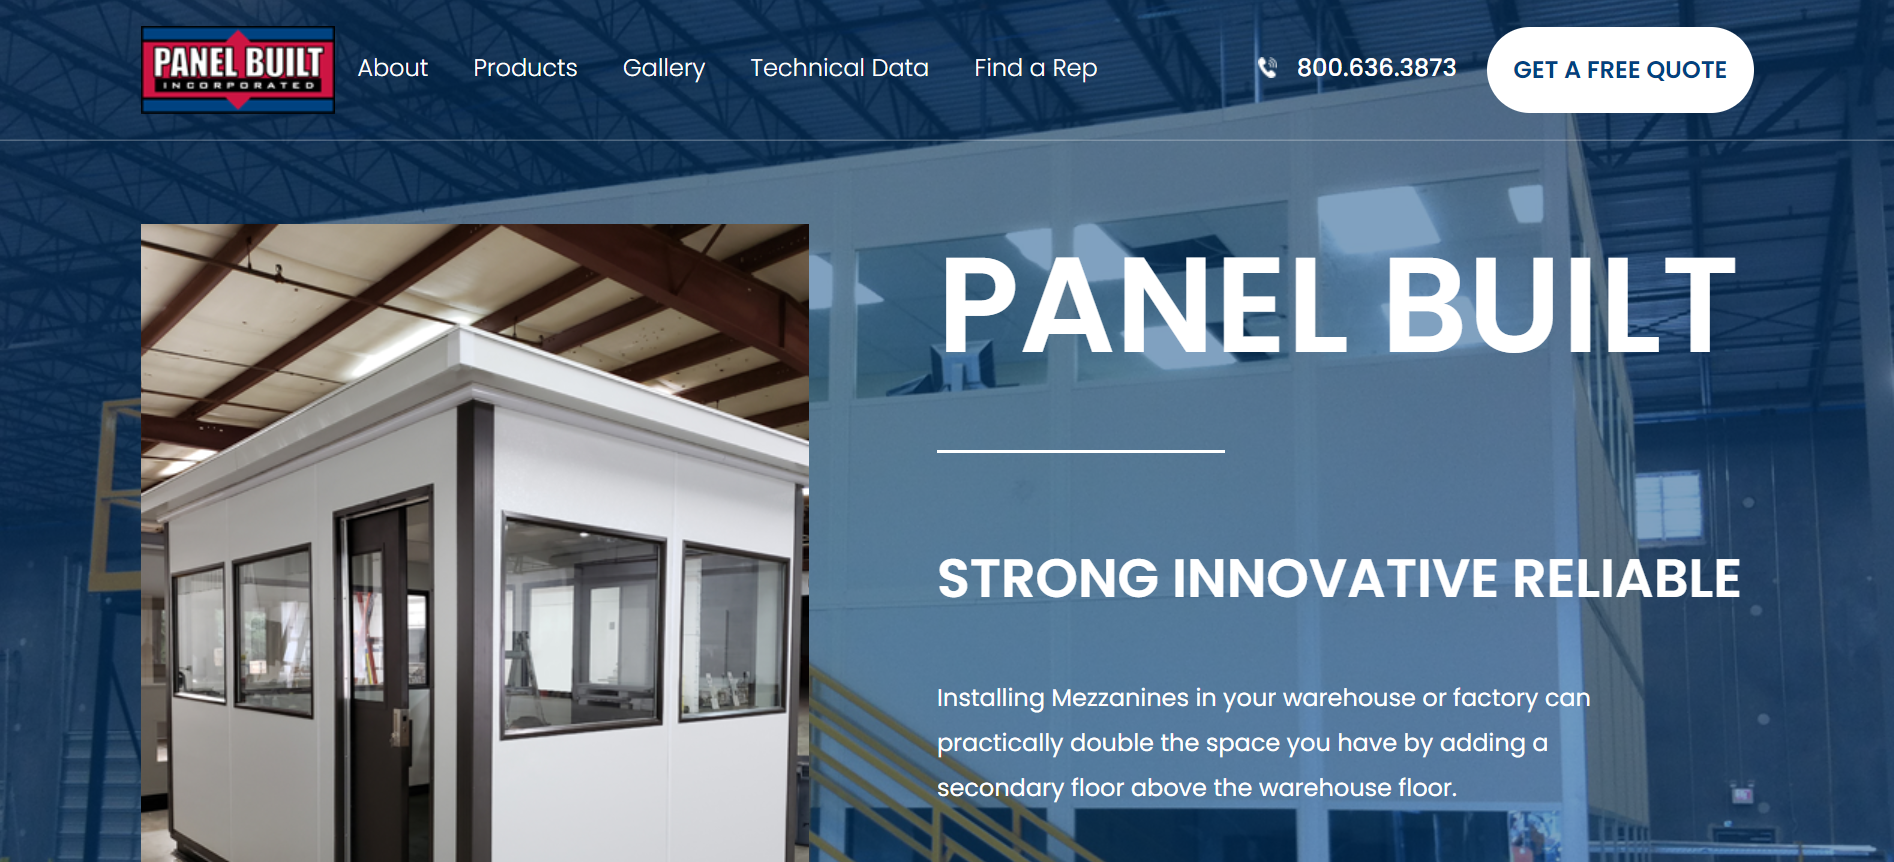 PANEL BUILT
INCORPORATED
About
Products
Gallery
Technical Data
Find a Rep
800.636.3873
GET A FREE QUOTE
PANEL BUILT
STRONG INNOVATIVE RELIABLE
Installing Mezzanines in your warehouse or factory can
practically double the space you have by adding a
secondary floor above the warehouse floor.